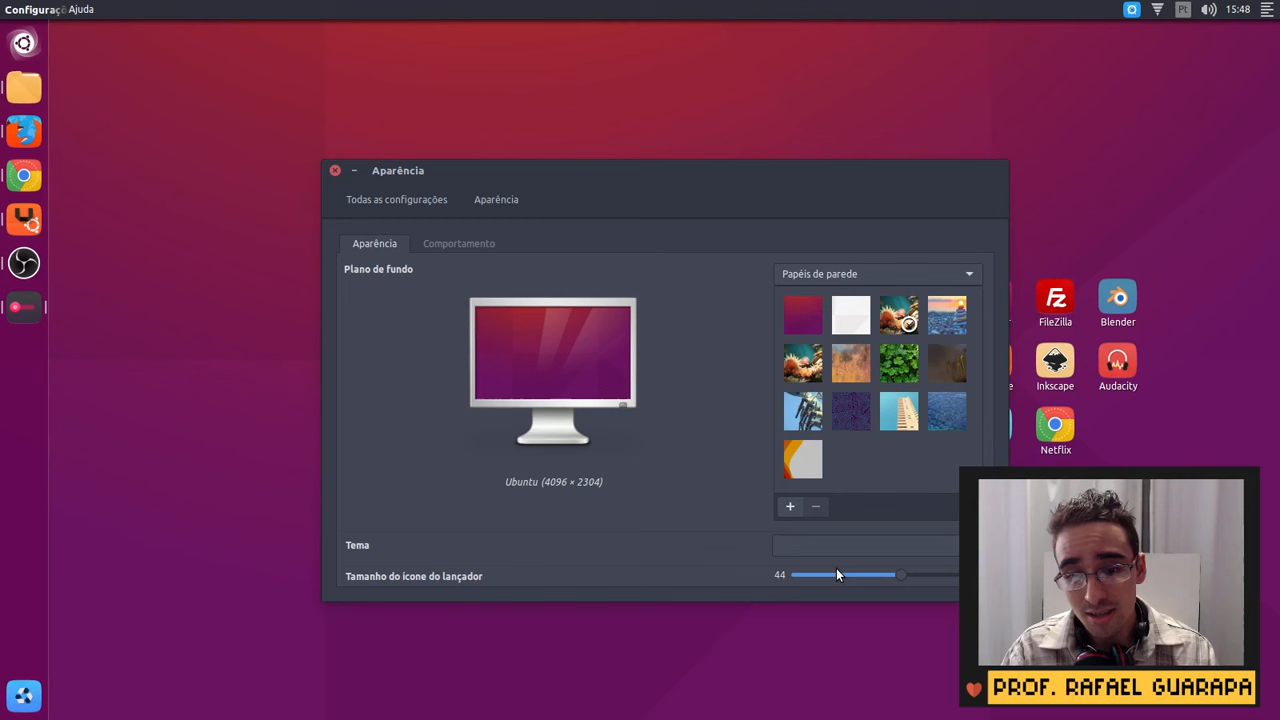 Configuraç Ajuda
Pt
15:48
Aparência
Todas as configurações
Aparência
Aparência
Comportamento
Plano de fundo
Papéis de parede
FileZilla
Blender
Inkscape
Audacity
Netflix
Ubuntu (4096 × 2304)
Tema
Tamanho do ícone do lançador
44
PROF. RAFAEL GUARAPA